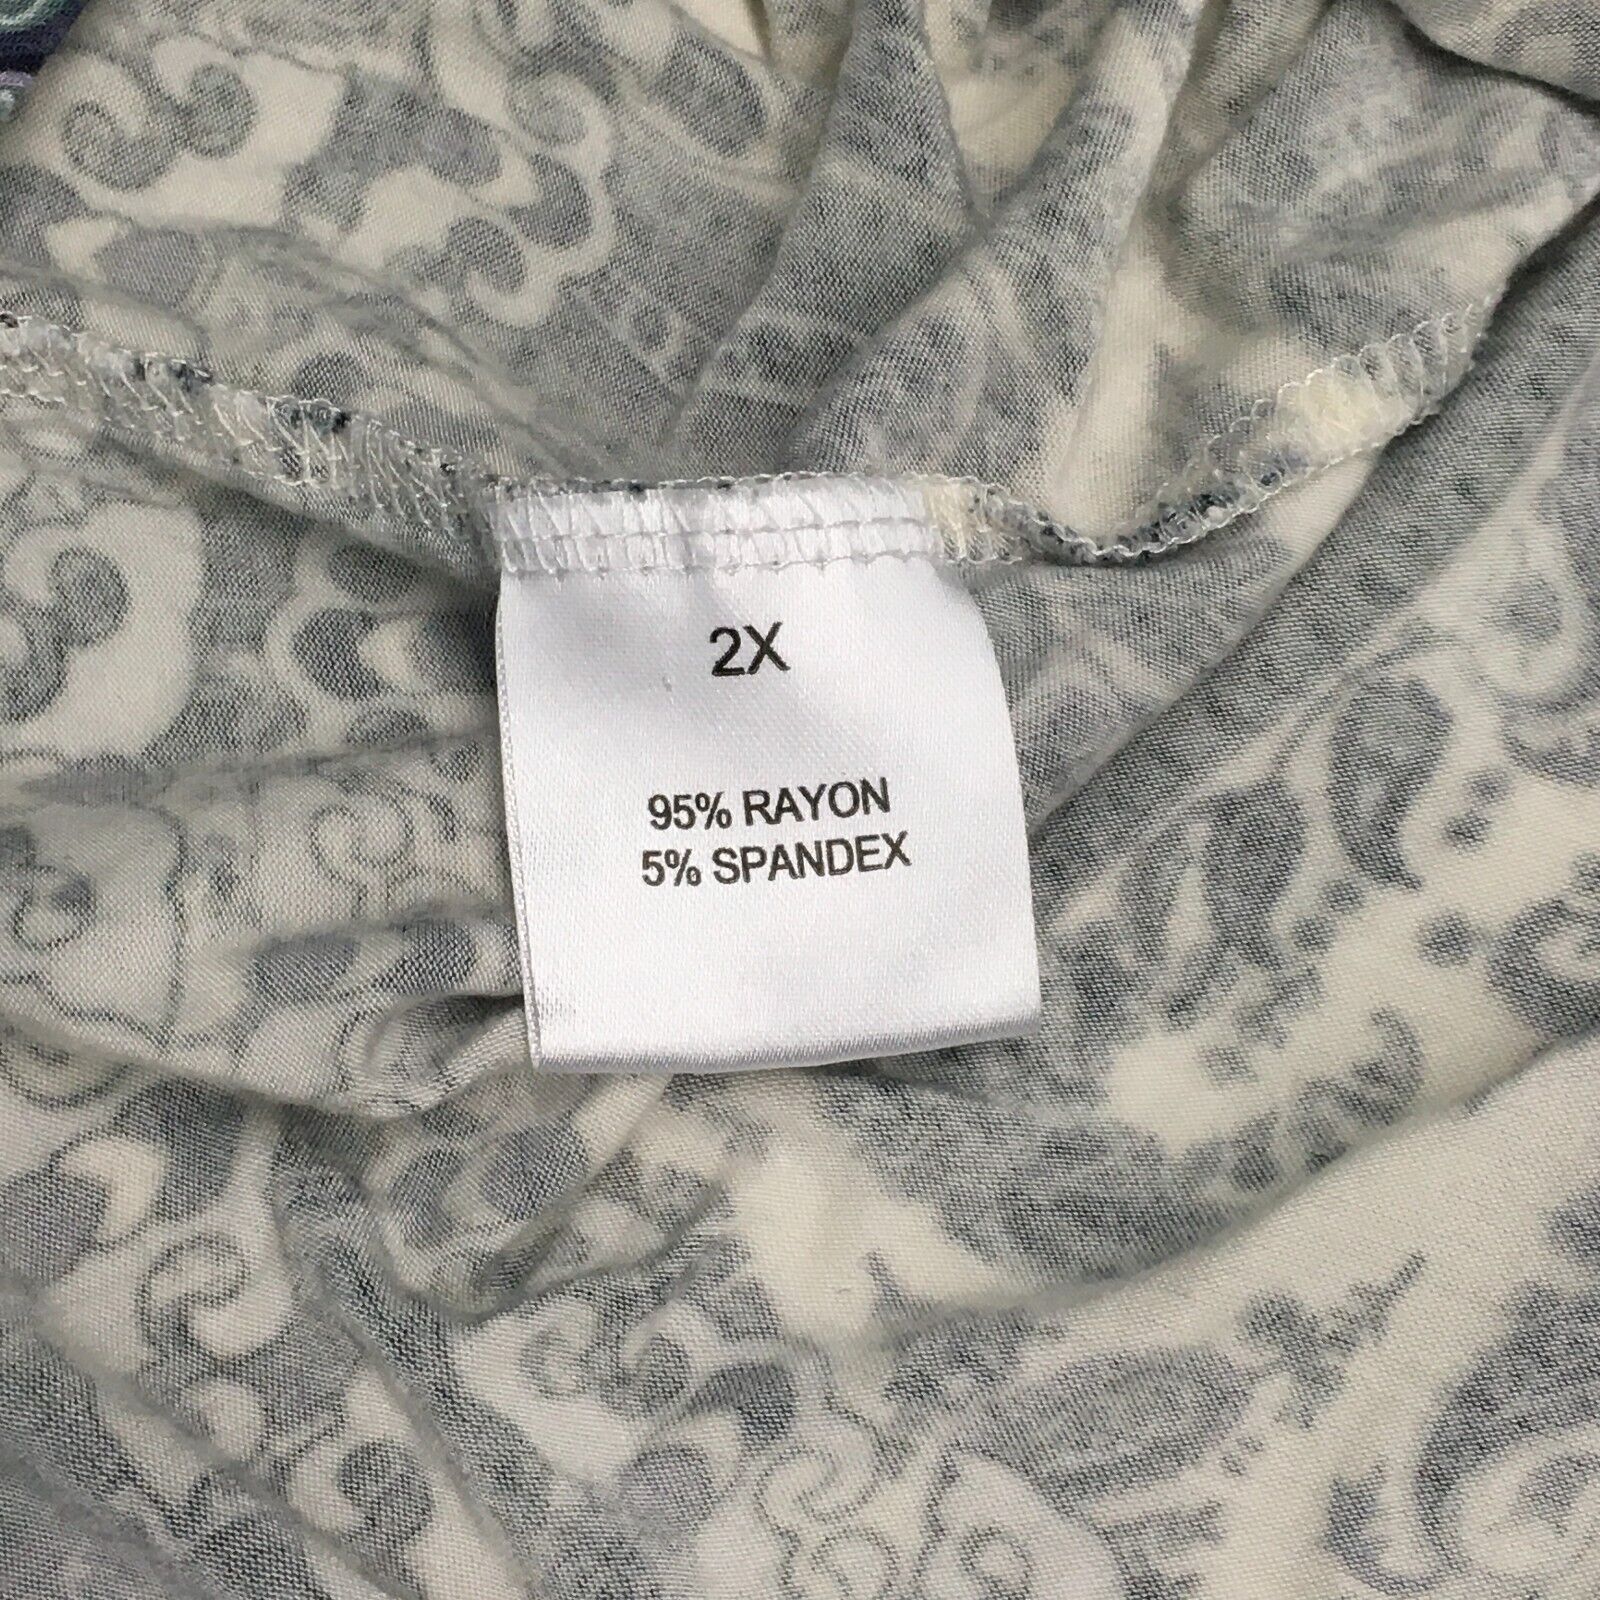 2X
95% RAYON
5% SPANDEX